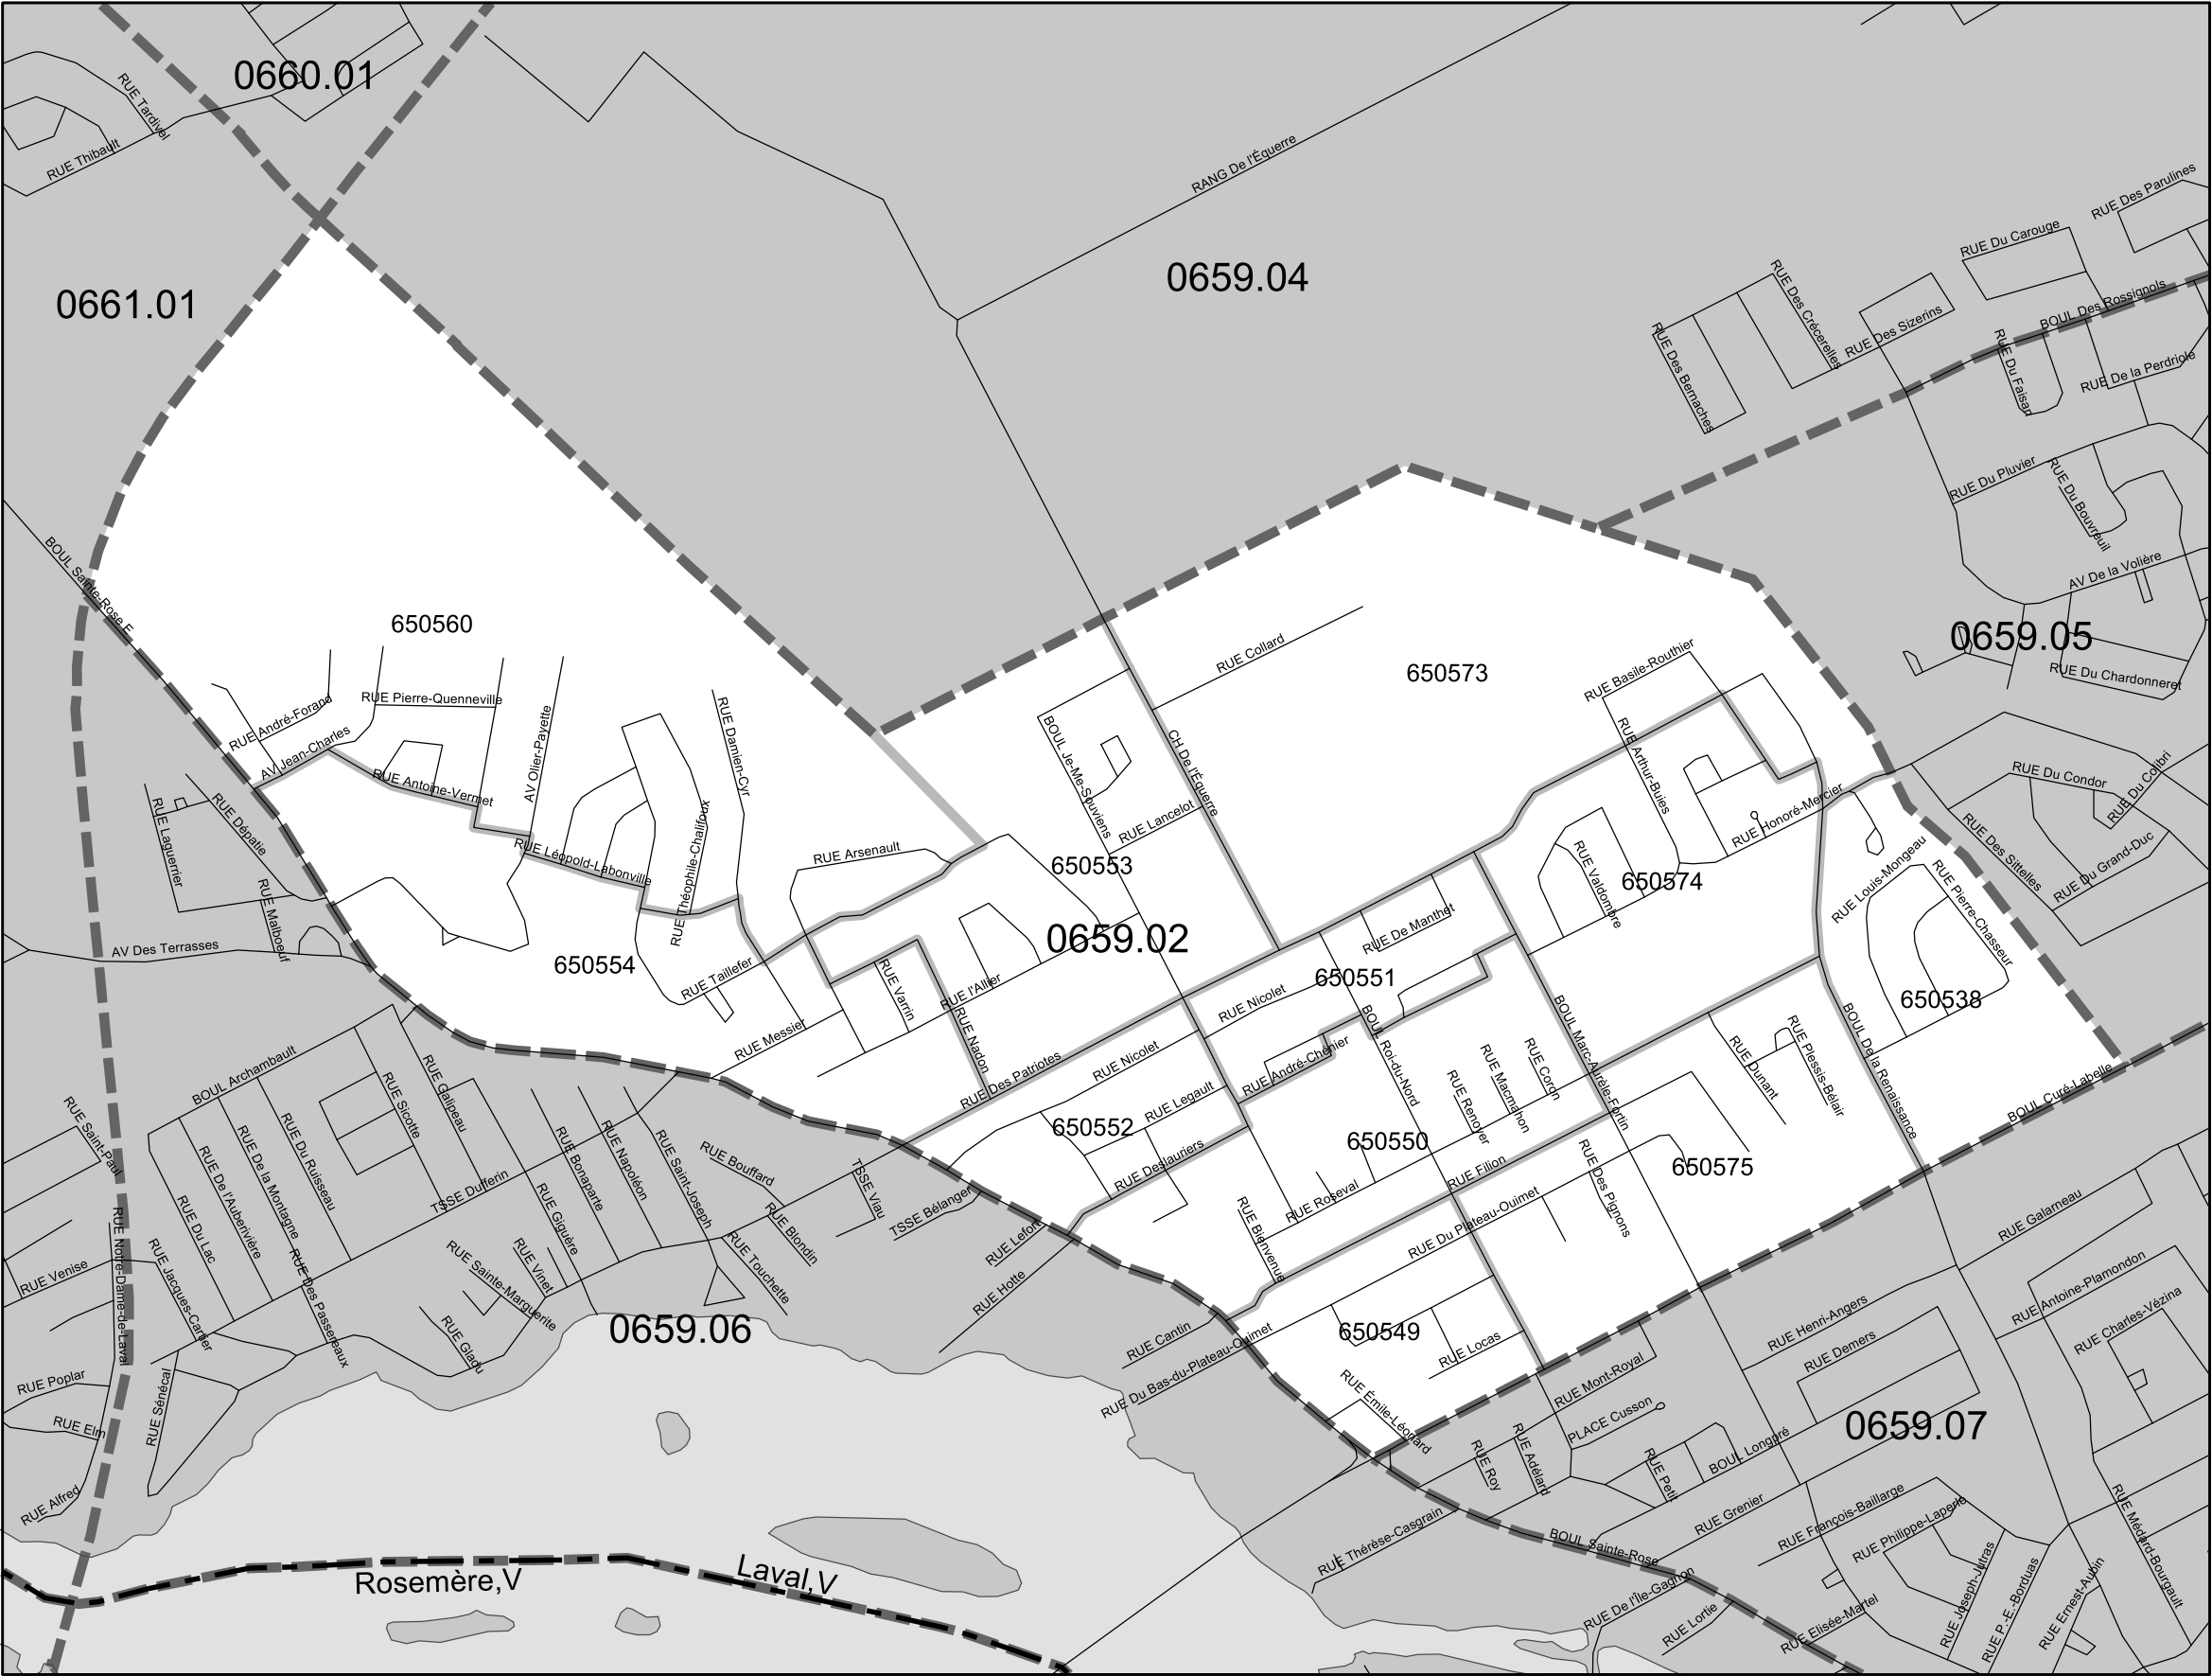 0660.01
RUE Tardivel
RUE Thibault
0661.01
RANG De l'Équerre
0659.04
RUE Des Parulines
RUE Du Carouge
RUE Des Crécerelles
RUE Des Sizerins
BOUL Des Rossignols
RUE Des Bernaches
RUE Du Faisan
RUE De la Perdriole
RUE Du Pluvier
RUE Du Bouvreuil
AV De la Volière
0659.05
RUE Du Chardonneret
BOUL Sainte-Rose E
650560
RUE André-Forand
RUE Pierre-Quenneville
AV Jean-Charles
RUE Antoine-Vermet
AV Olier-Payette
RUE Damien-Cyr
RUE Léopold-Labonville
RUE Théophile-Chalifoux
RUE Arsenault
RUE Collard
650573
RUE Basile-Routhier
BOUL Je-Me-Souviens
CH De l'Équerre
RUE Lancelot
RUE Arthur-Buies
RUE Honoré-Mercier
RUE Du Condor
RUE Du Colibri
RUE Des Sittelles
RUE Du Grand-Duc
RUE Laguerrier
RUE Dépatie
RUE Malboeuf
AV Des Terrasses
650553
0659.02
650554
RUE Taillefer
RUE Varrin
RUE l'Allier
RUE Nadon
RUE Messier
RUE De Manthet
RUE Valdombre
650574
RUE Louis-Mongeau
RUE Pierre-Chasseur
650538
650551
RUE Nicolet
RUE Nicolet
RUE Des Patriotes
RUE André-Chénier
BOUL Roi-du-Nord
BOUL Marc-Aurèle-Fortin
RUE Renoyer
RUE Macmahon
RUE Coron
RUE Dunant
RUE Plessis-Bélair
BOUL De la Renaissance
BOUL Curé-Labelle
650552
RUE Legault
RUE Deslauriers
650550
RUE Filion
650575
RUE Des Pignons
RUE Roseval
RUE Bienvenue
RUE Du Plateau-Ouimet
BOUL Archambault
RUE Galipeau
RUE Sicotte
RUE Saint-Paul
RUE Du Ruisseau
RUE De la Montagne
RUE De l'Auberivière
RUE Du Lac
TSSE Dufferin
RUE Bonaparte
RUE Napoléon
RUE Saint-Joseph
RUE Giguère
RUE Bouffard
TSSE Viau
TSSE Bélanger
RUE Blondin
RUE Touchette
RUE Lefort
RUE Hotte
RUE Venise
RUE Notre-Dame-de-Laval
RUE Jacques-Cartier
RUE Des Passereaux
RUE Sainte-Marguerite
RUE Vinet
RUE Gladu
0659.06
RUE Poplar
RUE Elm
RUE Sénécal
RUE Alfred
RUE Cantin
RUE Du Bas-du-Plateau-Ouimet
650549
RUE Locas
RUE Émile-Léonard
RUE Mont-Royal
PLACE Cusson
RUE Roy
RUE Adélard
RUE Petit
BOUL Longpré
RUE Galarneau
RUE Henri-Angers
RUE Demers
RUE Antoine-Plamondon
RUE Charles-Vézina
0659.07
RUE Thérèse-Casgrain
BOUL Sainte-Rose
RUE Grenier
RUE François-Baillarge
RUE Philippe-Laperle
RUE Médard-Bourgault
RUE De l'Île-Gagnon
RUE Lortie
RUE Elisée-Martel
RUE Joseph-Jutras
RUE P.-E.-Borduas
RUE Ernest-Aubin
Rosemère,V
Laval,V